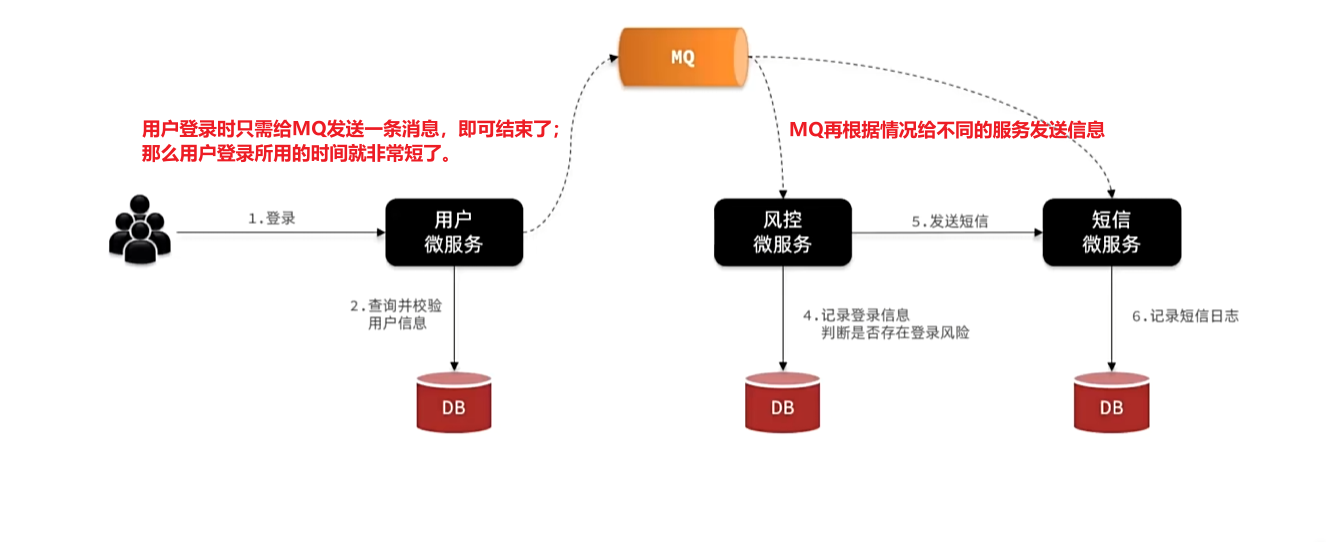 MQ
用户登录时只需给MQ发送一条消息，即可结束了；
那么用户登录所用的时间就非常短了。
MQ再根据情况给不同的服务发送信息
1.登录
用户
微服务
风控
微服务
5.发送短信
短信
微服务
2.查询并校验
用户信息
4.记录登录信息
判断是否存在登录风险
6.记录短信日志
DB
DB
DB